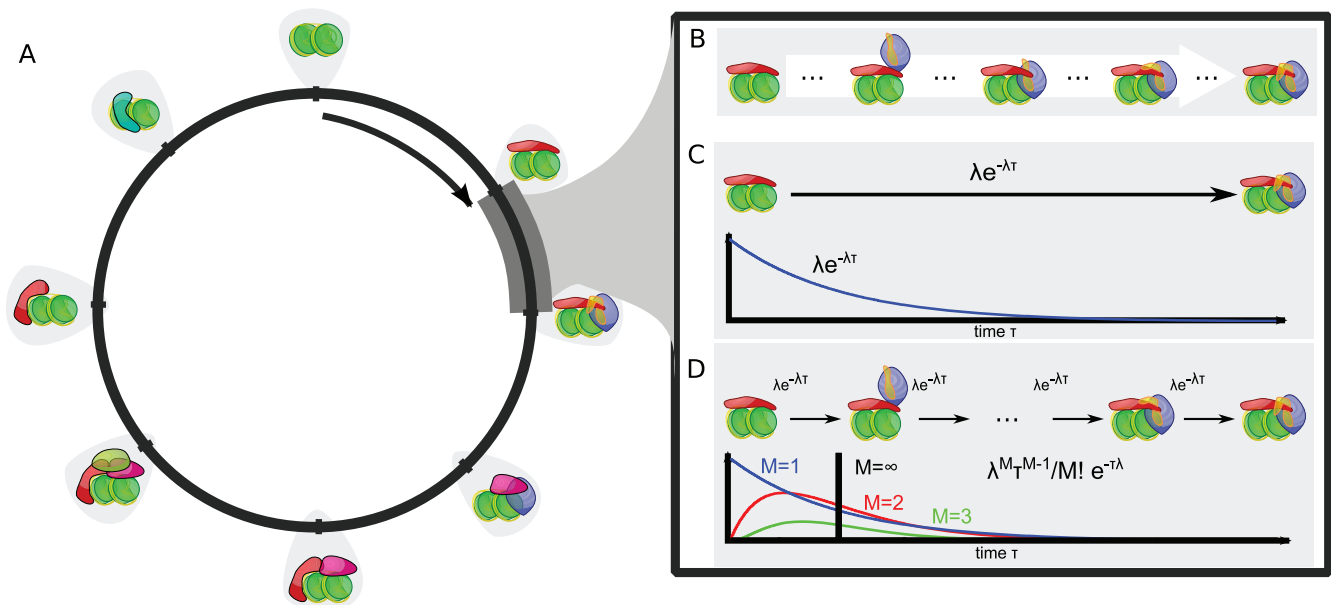 A
B
... ... ... ...
C
λe^-λτ
λe^-λτ
time τ
D
λe^-λτ λe^-λτ λe^-λτ λe^-λτ
...
M=1 M=∞ λ^Mτ^M-1/M! e^-τλ
M=2
M=3
time τ